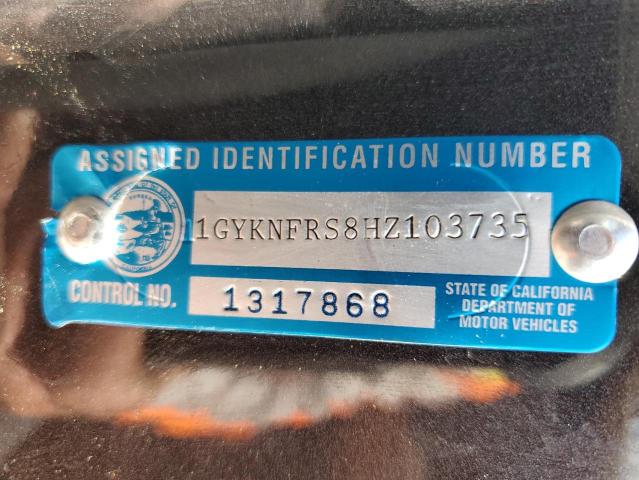 ASSIGNED IDENTIFICATION NUMBER
1GYKNFRS8HZ103735
CONTROL NO. 1317868
STATE OF CALIFORNIA
DEPARTMENT OF
MOTOR VEHICLES